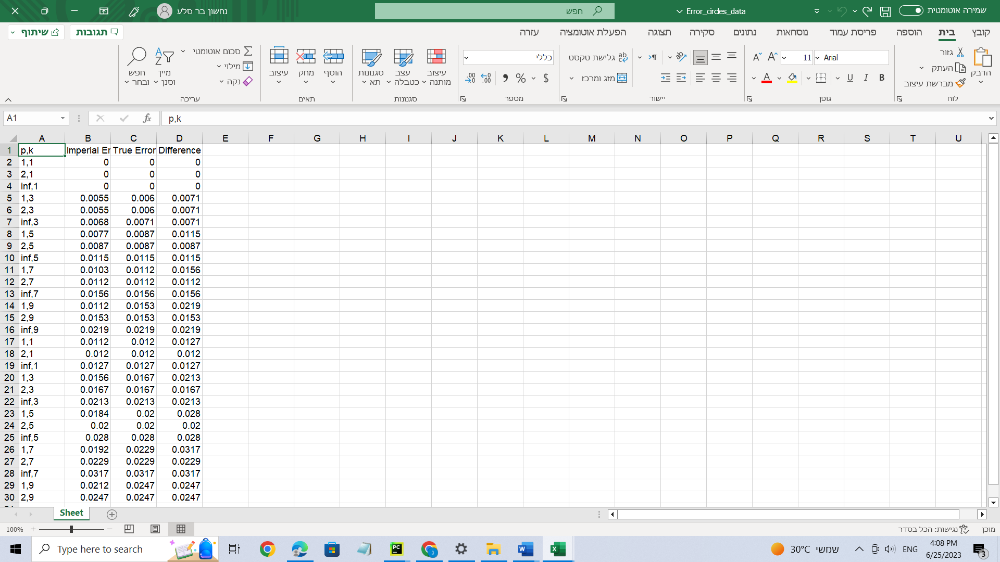 נחשון בר סלע
חפש
Error_circles_data
שמירה אוטומטית
קובץ
בית
הוספה
פריסת עמוד
נוסחאות
נתונים
סקירה
תצוגה
הפעלת אוטומציה
עזרה
תגובות
שיתוף
הדבק
גזור
העתק
מברשת עיצוב
לוח
Arial
11
B I U
גופן
גלישת טקסט
מזג ומרכז
יישור
כללי
$ %
מספר
עיצוב מותנה
עצב כטבלה
סגנונות תא
סגנונות
הוסף
מחק
עיצוב
תאים
סכום אוטומטי
מילוי
נקה
מיין וסנן
חפש ובחר
עריכה
A1
fx
p,k
A B C D E F G H I J K L M N O P Q R S T U
1 p,k Imperial Er True Error Difference
2 1,1 0 0 0
3 2,1 0 0 0
4 inf,1 0 0 0
5 1,3 0.0055 0.006 0.0071
6 2,3 0.0055 0.006 0.0071
7 inf,3 0.0068 0.0071 0.0071
8 1,5 0.0077 0.0087 0.0115
9 2,5 0.0087 0.0087 0.0087
10 inf,5 0.0115 0.0115 0.0115
11 1,7 0.0103 0.0112 0.0156
12 2,7 0.0112 0.0112 0.0112
13 inf,7 0.0156 0.0156 0.0156
14 1,9 0.0112 0.0153 0.0219
15 2,9 0.0153 0.0153 0.0153
16 inf,9 0.0219 0.0219 0.0219
17 1,1 0.0112 0.012 0.0127
18 2,1 0.012 0.012 0.012
19 inf,1 0.0127 0.0127 0.0127
20 1,3 0.0156 0.0167 0.0213
21 2,3 0.0167 0.0167 0.0167
22 inf,3 0.0213 0.0213 0.0213
23 1,5 0.0184 0.02 0.028
24 2,5 0.02 0.02 0.02
25 inf,5 0.028 0.028 0.028
26 1,7 0.0192 0.0229 0.0317
27 2,7 0.0229 0.0229 0.0229
28 inf,7 0.0317 0.0317 0.0317
29 1,9 0.0212 0.0247 0.0247
30 2,9 0.0247 0.0247 0.0247
Sheet
100%
נגישות: הכל בסדר
מוכן
Type here to search
30°C שמשי
ENG
4:08 PM
6/25/2023
3